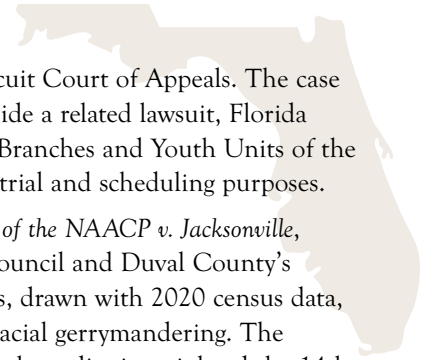 cuit Court of Appeals. The case
ide a related lawsuit, Florida
Branches and Youth Units of the
trial and scheduling purposes.
of the NAACP v. Jacksonville,
ouncil and Duval County’s
s, drawn with 2020 census data,
acial gerrymandering. The